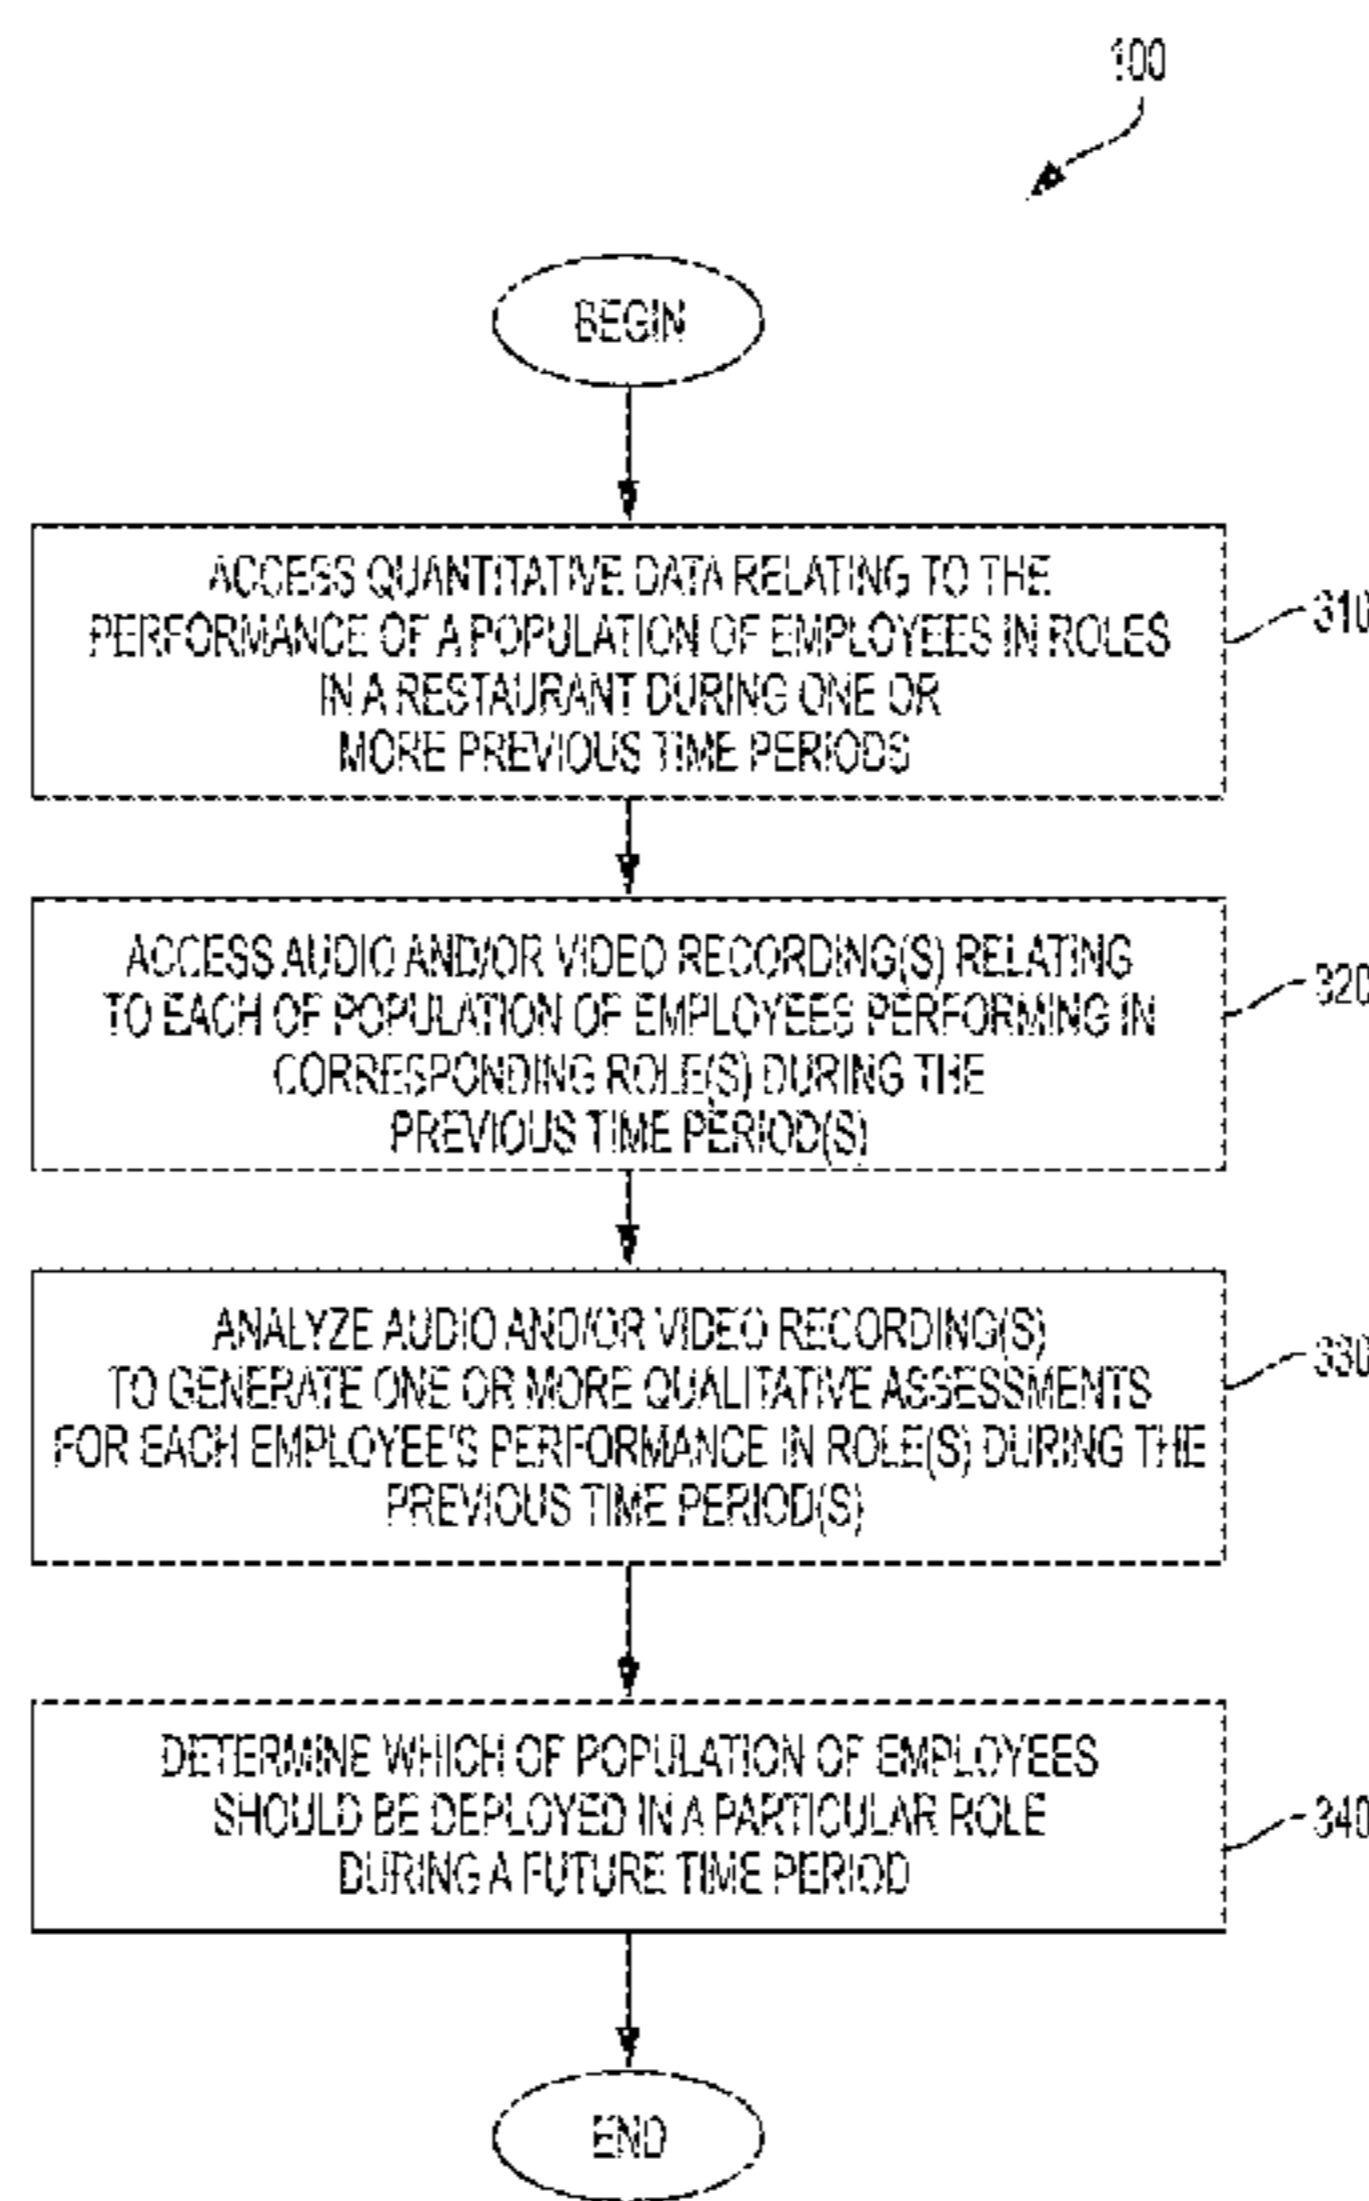 100
BEGIN
ACCESS QUANTITATIVE DATA RELATING TO THE
PERFORMANCE OF A POPULATION OF EMPLOYEES IN ROLES
IN A RESTAURANT DURING ONE OR
MORE PREVIOUS TIME PERIODS
310
ACCESS AUDIO AND/OR VIDEO RECORDING(S) RELATING
TO EACH OF POPULATION OF EMPLOYEES PERFORMING IN
CORRESPONDING ROLE(S) DURING THE
PREVIOUS TIME PERIOD(S)
320
ANALYZE AUDIO AND/OR VIDEO RECORDING(S)
TO GENERATE ONE OR MORE QUALITATIVE ASSESSMENTS
FOR EACH EMPLOYEE'S PERFORMANCE IN ROLE(S) DURING THE
PREVIOUS TIME PERIOD(S)
330
DETERMINE WHICH OF POPULATION OF EMPLOYEES
SHOULD BE DEPLOYED IN A PARTICULAR ROLE
DURING A FUTURE TIME PERIOD
340
END